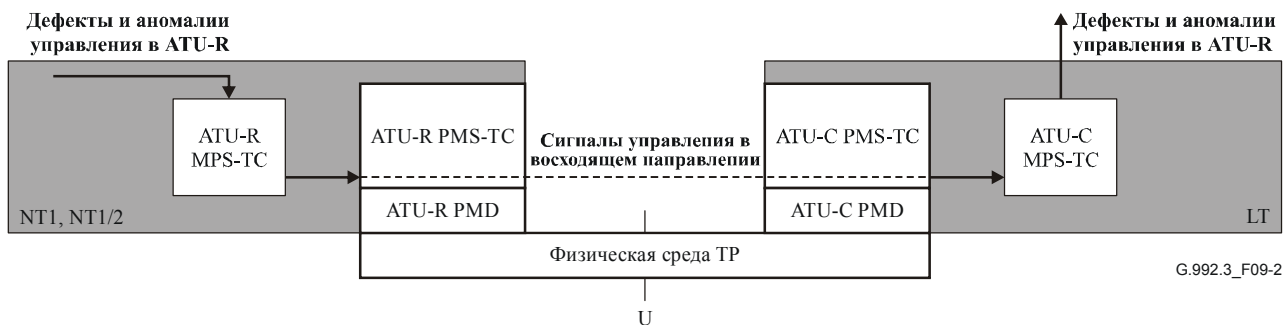 Дефекты и аномалии
управления в ATU-R
Дефекты и аномалии
управления в ATU-R
ATU-R
MPS-TC
ATU-R PMS-TC
Сигналы управления в
восходящем направлении
ATU-C PMS-TC
ATU-C
MPS-TC
NT1, NT1/2
ATU-R PMD
ATU-C PMD
LT
Физическая среда TP
G.992.3_F09-2
U